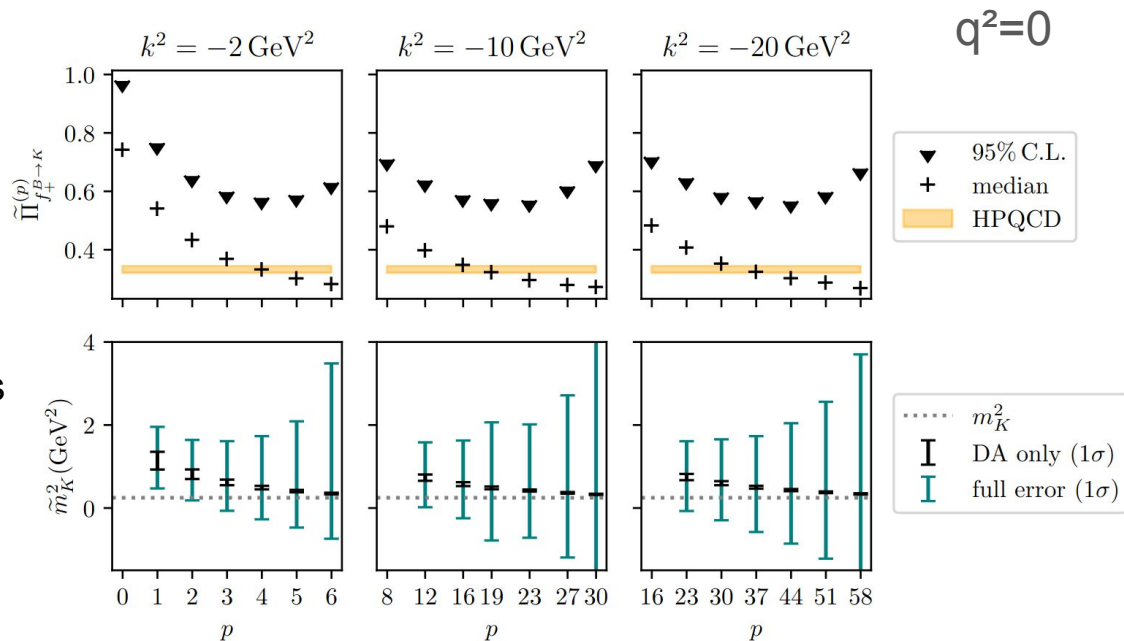 q²=0
k² = −2 GeV² k² = −10 GeV² k² = −20 GeV²
1.0
0.8
0.6
0.4
Π̃^{(p)}_{f_+^{B→K}}
95% C.L.
median
HPQCD
4
2
0
m̃²_K (GeV²)
s
m²_K
DA only (1σ)
full error (1σ)
0 1 2 3 4 5 6 8 12 16 19 23 27 30 16 23 30 37 44 51 58
p p p